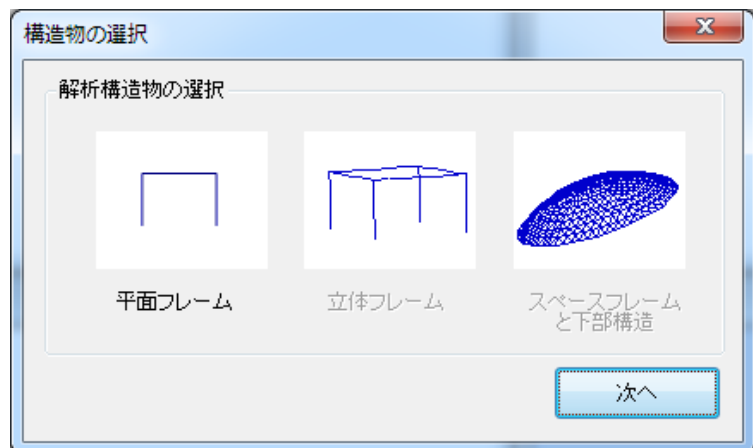 構造物の選択
解析構造物の選択
平面フレーム
立体フレーム
スペースフレーム
と下部構造
次へ